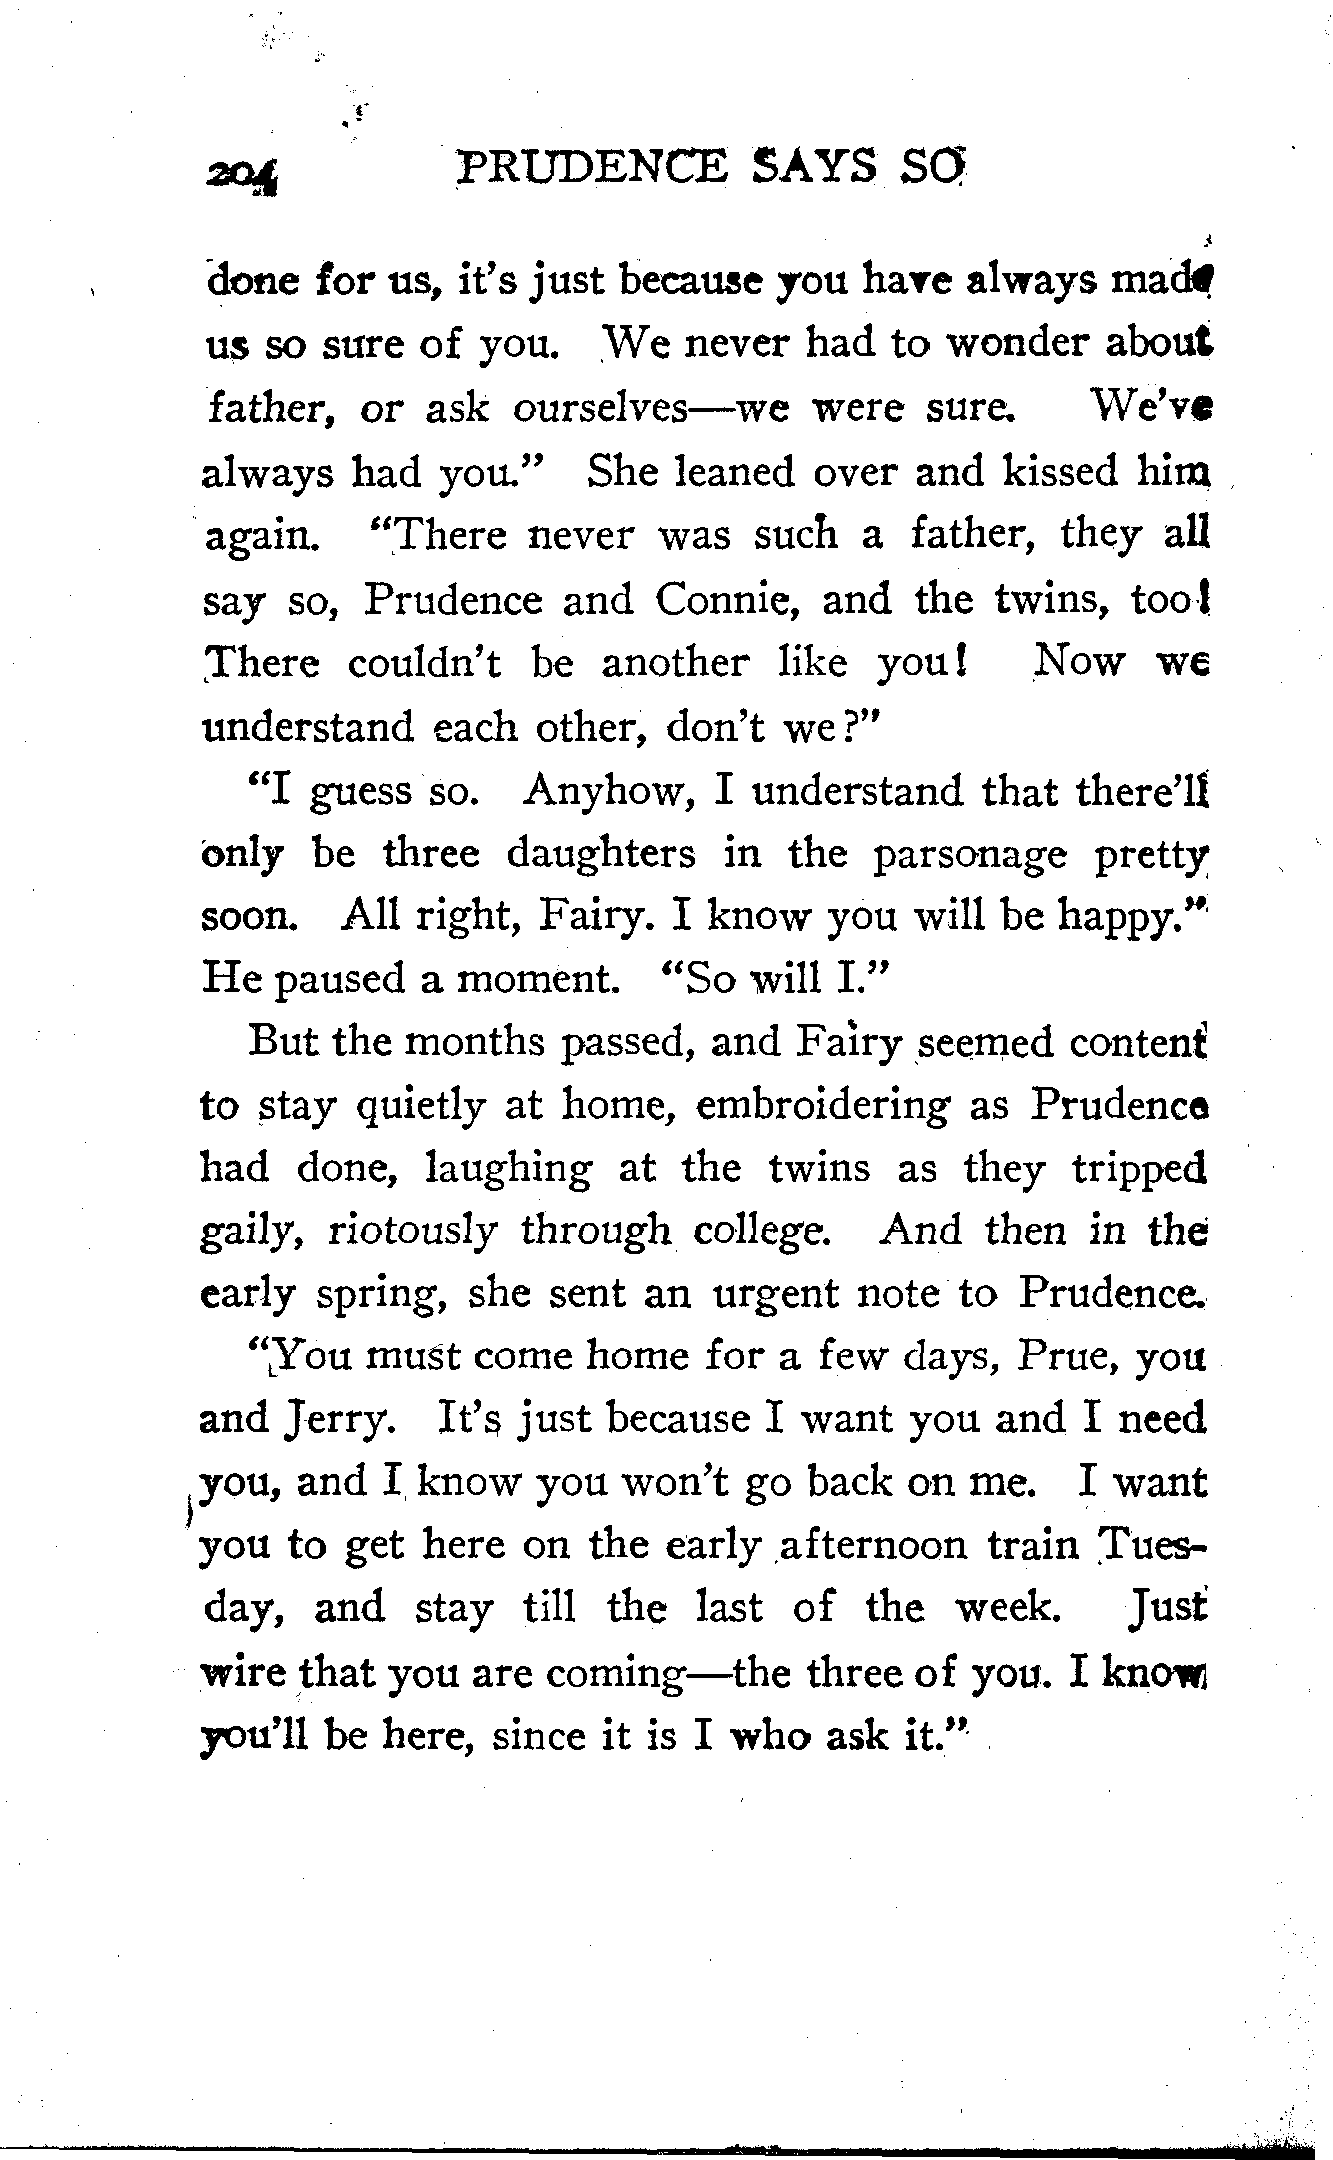 204 PRUDENCE SAYS SO
done for us, it's just because you have always made
us so sure of you. We never had to wonder about
father, or ask ourselves—we were sure. We've
always had you." She leaned over and kissed him
again. "There never was such a father, they all
say so, Prudence and Connie, and the twins, too!
There couldn't be another like you! Now we
understand each other, don't we?"
"I guess so. Anyhow, I understand that there'll
only be three daughters in the parsonage pretty
soon. All right, Fairy. I know you will be happy."
He paused a moment. "So will I."
But the months passed, and Fairy seemed content
to stay quietly at home, embroidering as Prudence
had done, laughing at the twins as they tripped
gaily, riotously through college. And then in the
early spring, she sent an urgent note to Prudence.
"You must come home for a few days, Prue, you
and Jerry. It's just because I want you and I need
you, and I know you won't go back on me. I want
you to get here on the early afternoon train Tues-
day, and stay till the last of the week. Just
wire that you are coming—the three of you. I know
you'll be here, since it is I who ask it."